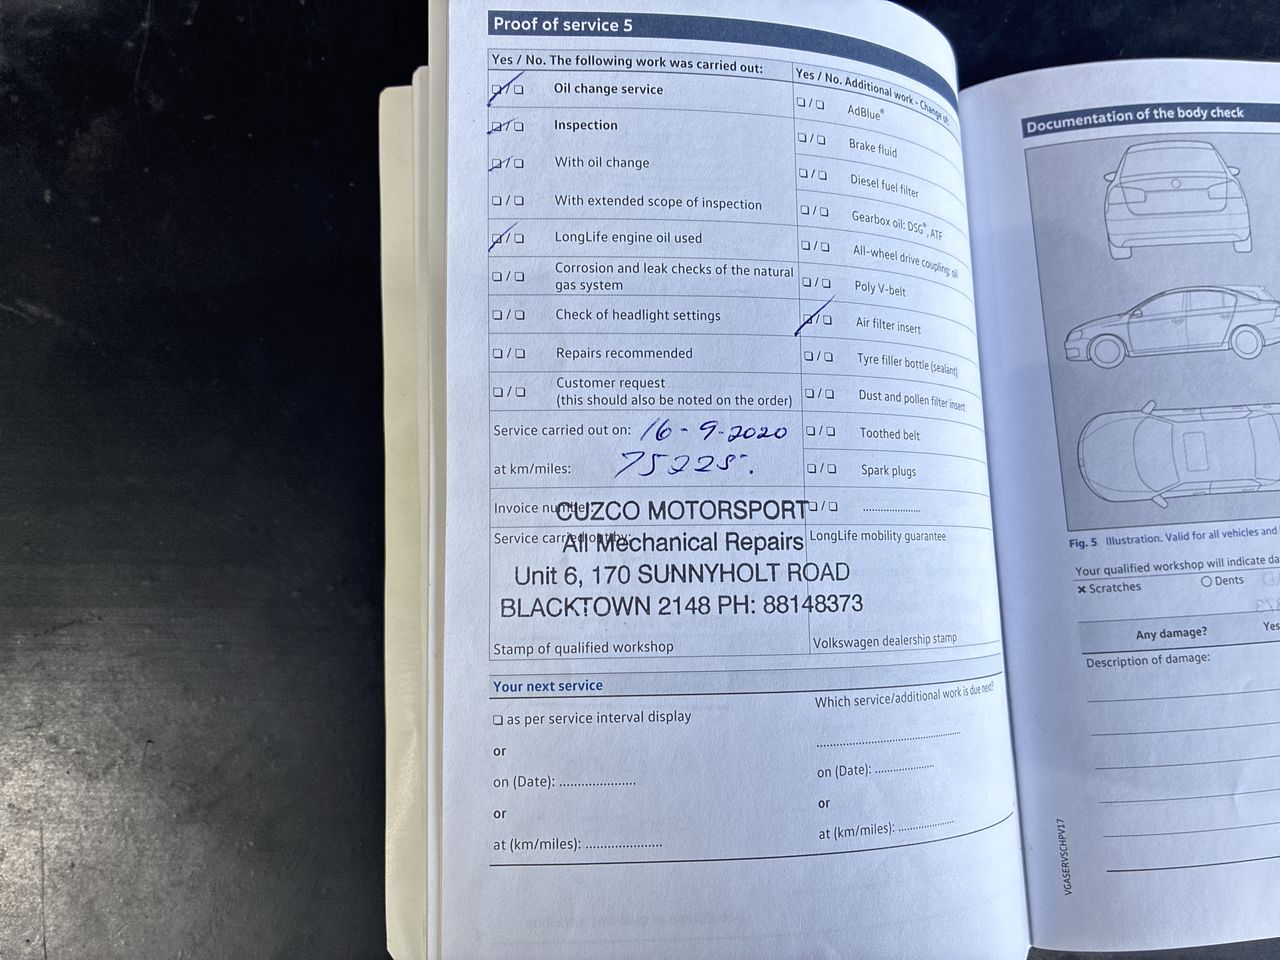 Proof of service 5
Yes / No. The following work was carried out:
❏/❏ Oil change service
❏/❏ Inspection
❏/❏ With oil change
❏/❏ With extended scope of inspection
❏/❏ LongLife engine oil used
❏/❏ Corrosion and leak checks of the natural
gas system
❏/❏ Check of headlight settings
❏/❏ Repairs recommended
❏/❏ Customer request
(this should also be noted on the order)
Service carried out on: 16-9-2020
at km/miles: 75225.
Invoice number:
Service carried out by:
CUZCO MOTORSPORT
All Mechanical Repairs
Unit 6, 170 SUNNYHOLT ROAD
BLACKTOWN 2148 PH: 88148373
Stamp of qualified workshop
Yes / No. Additional work - Change of:
❏/❏ AdBlue®
❏/❏ Brake fluid
❏/❏ Diesel fuel filter
❏/❏ Gearbox oil: DSG®, ATF
❏/❏ All-wheel drive coupling: oil
❏/❏ Poly V-belt
❏/❏ Air filter insert
❏/❏ Tyre filler bottle (sealant)
❏/❏ Dust and pollen filter insert
❏/❏ Toothed belt
❏/❏ Spark plugs
❏/❏ .....................
LongLife mobility guarantee
Volkswagen dealership stamp
Your next service
❏ as per service interval display
or
on (Date): .....................
or
at (km/miles): .....................
Which service/additional work is due next?
........................................
on (Date): ................
or
at (km/miles): ...............
Documentation of the body check
Fig. 5 Illustration. Valid for all vehicles and
Your qualified workshop will indicate da
× Scratches
O Dents
Any damage? Yes
Description of damage:
VGASERVSCHPV17